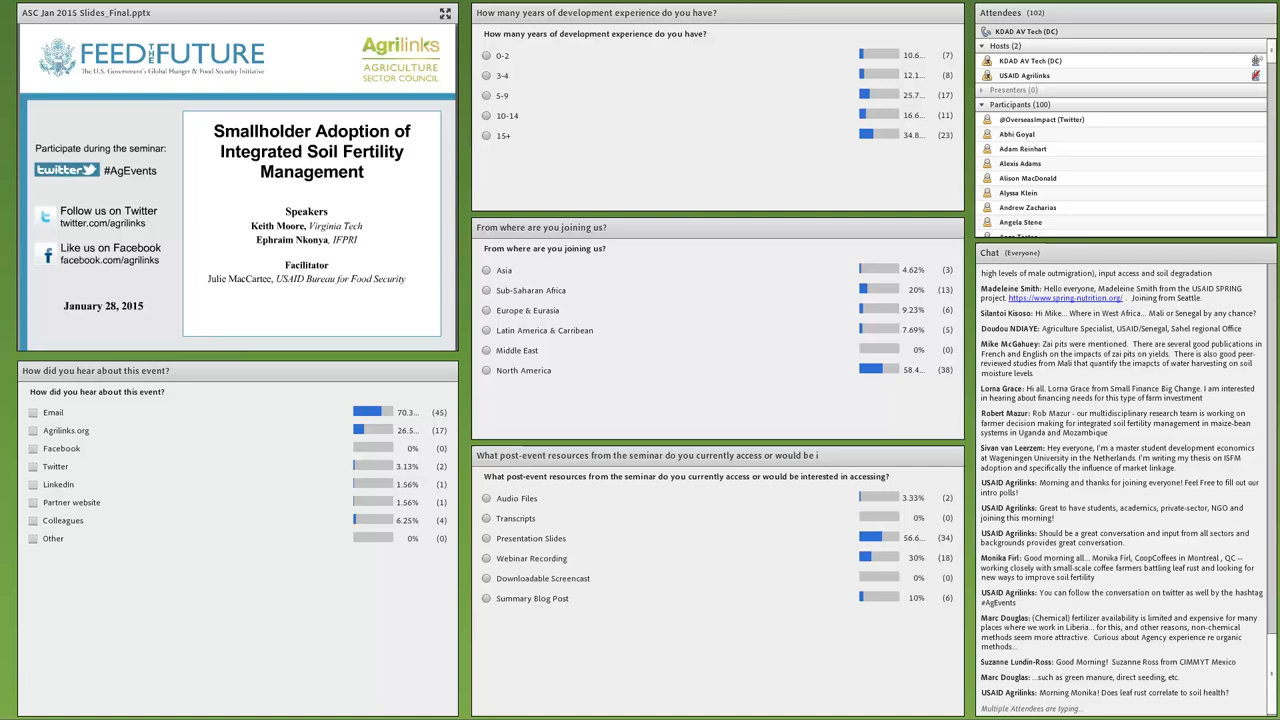 ASC Jan 2015 Slides_Final.pptx
FEED THE FUTURE
The U.S. Government's Global Hunger & Food Security Initiative
Agrilinks
AGRICULTURE
SECTOR COUNCIL
Participate during the seminar:
twitter #AgEvents
Follow us on Twitter
twitter.com/agrilinks
Like us on Facebook
facebook.com/agrilinks
January 28, 2015
Smallholder Adoption of
Integrated Soil Fertility
Management
Speakers
Keith Moore, Virginia Tech
Ephraim Nkonya, IFPRI
Facilitator
Julie MacCartee, USAID Bureau for Food Security
How did you hear about this event?
How did you hear about this event?
Email 70.3... (45)
Agrilinks.org 26.5... (17)
Facebook 0% (0)
Twitter 3.13% (2)
LinkedIn 1.56% (1)
Partner website 1.56% (1)
Colleagues 6.25% (4)
Other 0% (0)
How many years of development experience do you have?
How many years of development experience do you have?
0-2 10.6... (7)
3-4 12.1... (8)
5-9 25.7... (17)
10-14 16.6... (11)
15+ 34.8... (23)
From where are you joining us?
From where are you joining us?
Asia 4.62% (3)
Sub-Saharan Africa 20% (13)
Europe & Eurasia 9.23% (6)
Latin America & Carribean 7.69% (5)
Middle East 0% (0)
North America 58.4... (38)
What post-event resources from the seminar do you currently access or would be i
What post-event resources from the seminar do you currently access or would be interested in accessing?
Audio Files 3.33% (2)
Transcripts 0% (0)
Presentation Slides 56.6... (34)
Webinar Recording 30% (18)
Downloadable Screencast 0% (0)
Summary Blog Post 10% (6)
Attendees (102)
KDAD AV Tech (DC)
Hosts (2)
KDAD AV Tech (DC)
USAID Agrilinks
Presenters (0)
Participants (100)
@OverseasImpact (Twitter)
Abhi Goyal
Adam Reinhart
Alexis Adams
Alison MacDonald
Alyssa Klein
Andrew Zacharias
Angela Stene
Chat (Everyone)
high levels of male outmigration), input access and soil degradation
Madeleine Smith: Hello everyone, Madeleine Smith from the USAID SPRING
project. https://www.spring-nutrition.org/ . Joining from Seattle.
Silantoi Kisoso: Hi Mike... Where in West Africa... Mali or Senegal by any chance?
Doudou NDIAYE: Agriculture Specialist, USAID/Senegal, Sahel regional Office
Mike McGahuey: Zai pits were mentioned. There are several good publications in
French and English on the impacts of zai pits on yields. There is also good peer-
reviewed studies from Mali that quantify the imapcts of water harvesting on soil
moisture levels.
Lorna Grace: Hi all. Lorna Grace from Small Finance Big Change. I am interested
in hearing about financing needs for this type of farm investment
Robert Mazur: Rob Mazur - our multidisciplinary research team is working on
farmer decision making for integrated soil fertility management in maize-bean
systems in Uganda and Mozambique
Sivan van Leerzem: Hey everyone, I'm a master student development economics
at Wageningen University in the Netherlands. I'm writing my thesis on ISFM
adoption and specifically the influence of market linkage.
USAID Agrilinks: Morning and thanks for joining everyone! Feel Free to fill out our
intro polls!
USAID Agrilinks: Great to have students, academics, private-sector, NGO and
joining this morning!
USAID Agrilinks: Should be a great conversation and input from all sectors and
backgrounds provides great conversation.
Monika Firl: Good morning all... Monika Firl, CoopCoffees in Montreal , QC --
working closely with small-scale coffee farmers battling leaf rust and looking for
new ways to improve soil fertility
USAID Agrilinks: You can follow the conversation on twitter as well by the hashtag
#AgEvents
Marc Douglas: (Chemical) fertilizer availability is limited and expensive for many
places where we work in Liberia... for this, and other reasons, non-chemical
methods seem more attractive. Curious about Agency experience re organic
methods...
Suzanne Lundin-Ross: Good Morning! Suzanne Ross from CIMMYT Mexico
Marc Douglas: ...such as green manure, direct seeding, etc.
USAID Agrilinks: Morning Monika! Does leaf rust correlate to soil health?
Multiple Attendees are typing...